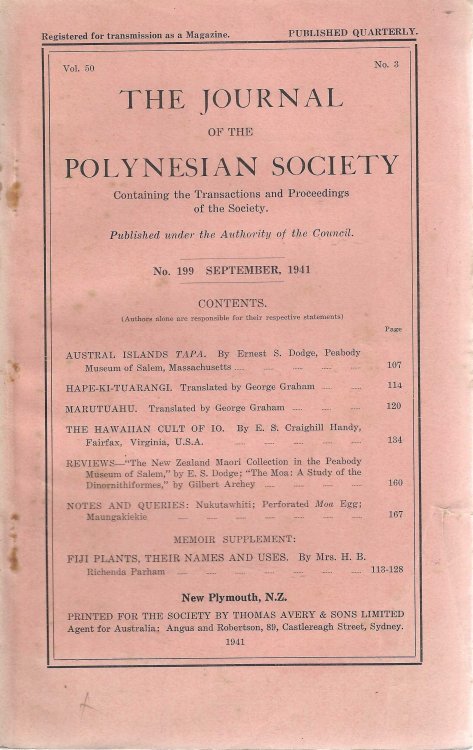 Registered for transmission as a Magazine. PUBLISHED QUARTERLY.
Vol. 50 No. 3
THE JOURNAL
OF THE
POLYNESIAN SOCIETY
Containing the Transactions and Proceedings
of the Society.
Published under the Authority of the Council.
No. 199 SEPTEMBER, 1941
CONTENTS.
(Authors alone are responsible for their respective statements)
Page
AUSTRAL ISLANDS TAPA. By Ernest S. Dodge, Peabody
Museum of Salem, Massachusetts .... .... .... .... 107
HAPE-KI-TUARANGI. Translated by George Graham .... .... 114
MARUTUAHU. Translated by George Graham .... .... .... 120
THE HAWAIIAN CULT OF IO. By E. S. Craighill Handy,
Fairfax, Virginia, U.S.A. .... .... .... .... 134
REVIEWS—"The New Zealand Maori Collection in the Peabody
Museum of Salem," by E. S. Dodge; "The Moa: A Study of the
Dinornithiformes," by Gilbert Archey .... .... .... .... 160
NOTES AND QUERIES: Nukutawhiti; Perforated Moa Egg;
Maungakiekie .... .... .... .... .... .... 167
MEMOIR SUPPLEMENT:
FIJI PLANTS, THEIR NAMES AND USES. By Mrs. H. B.
Richenda Parham .... .... .... .... .... .... 113-128
New Plymouth, N.Z.
PRINTED FOR THE SOCIETY BY THOMAS AVERY & SONS LIMITED
Agent for Australia; Angus and Robertson, 89, Castlereagh Street, Sydney.
1941